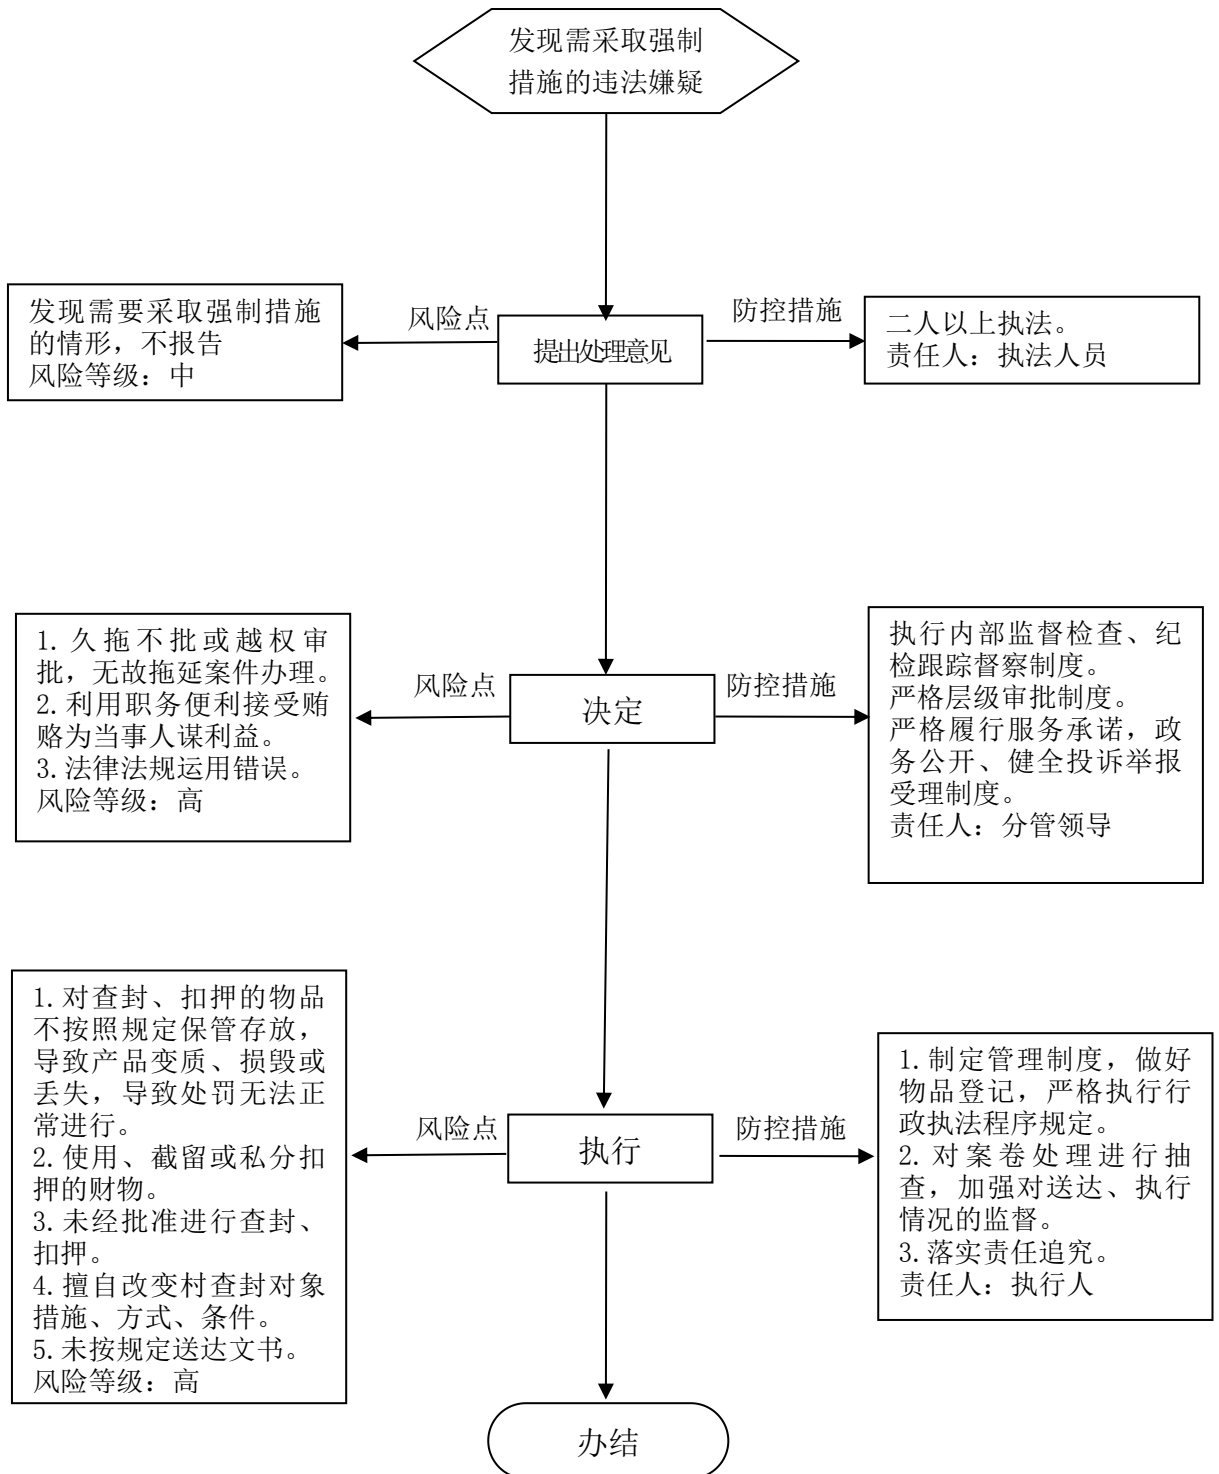 发现需采取强制
措施的违法嫌疑
发现需要采取强制措施
的情形，不报告
风险等级：中
风险点
提出处理意见
防控措施
二人以上执法。
责任人：执法人员
1.久拖不批或越权审
批，无故拖延案件办理。
2.利用职务便利接受贿
赂为当事人谋利益。
3.法律法规运用错误。
风险等级：高
风险点
决定
防控措施
执行内部监督检查、纪
检跟踪督察制度。
严格层级审批制度。
严格履行服务承诺，政
务公开、健全投诉举报
受理制度。
责任人：分管领导
1.对查封、扣押的物品
不按照规定保管存放，
导致产品变质、损毁或
丢失，导致处罚无法正
常进行。
2.使用、截留或私分扣
押的财物。
3.未经批准进行查封、
扣押。
4.擅自改变村查封对象
措施、方式、条件。
5.未按规定送达文书。
风险等级：高
风险点
执行
防控措施
1.制定管理制度，做好
物品登记，严格执行行
政执法程序规定。
2.对案卷处理进行抽
查，加强对送达、执行
情况的监督。
3.落实责任追究。
责任人：执行人
办结